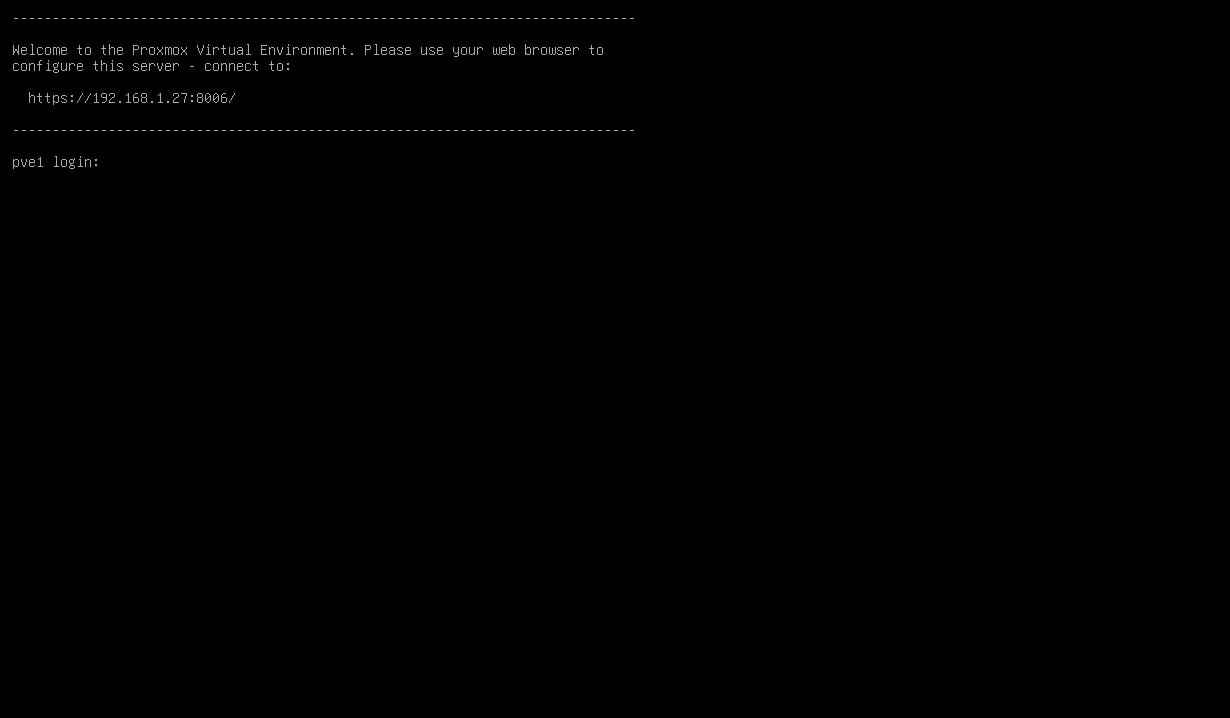 ------------------------------------------------------------------------------
Welcome to the Proxmox Virtual Environment. Please use your web browser to
configure this server - connect to:
https://192.168.1.27:8006/
------------------------------------------------------------------------------
pve1 login: